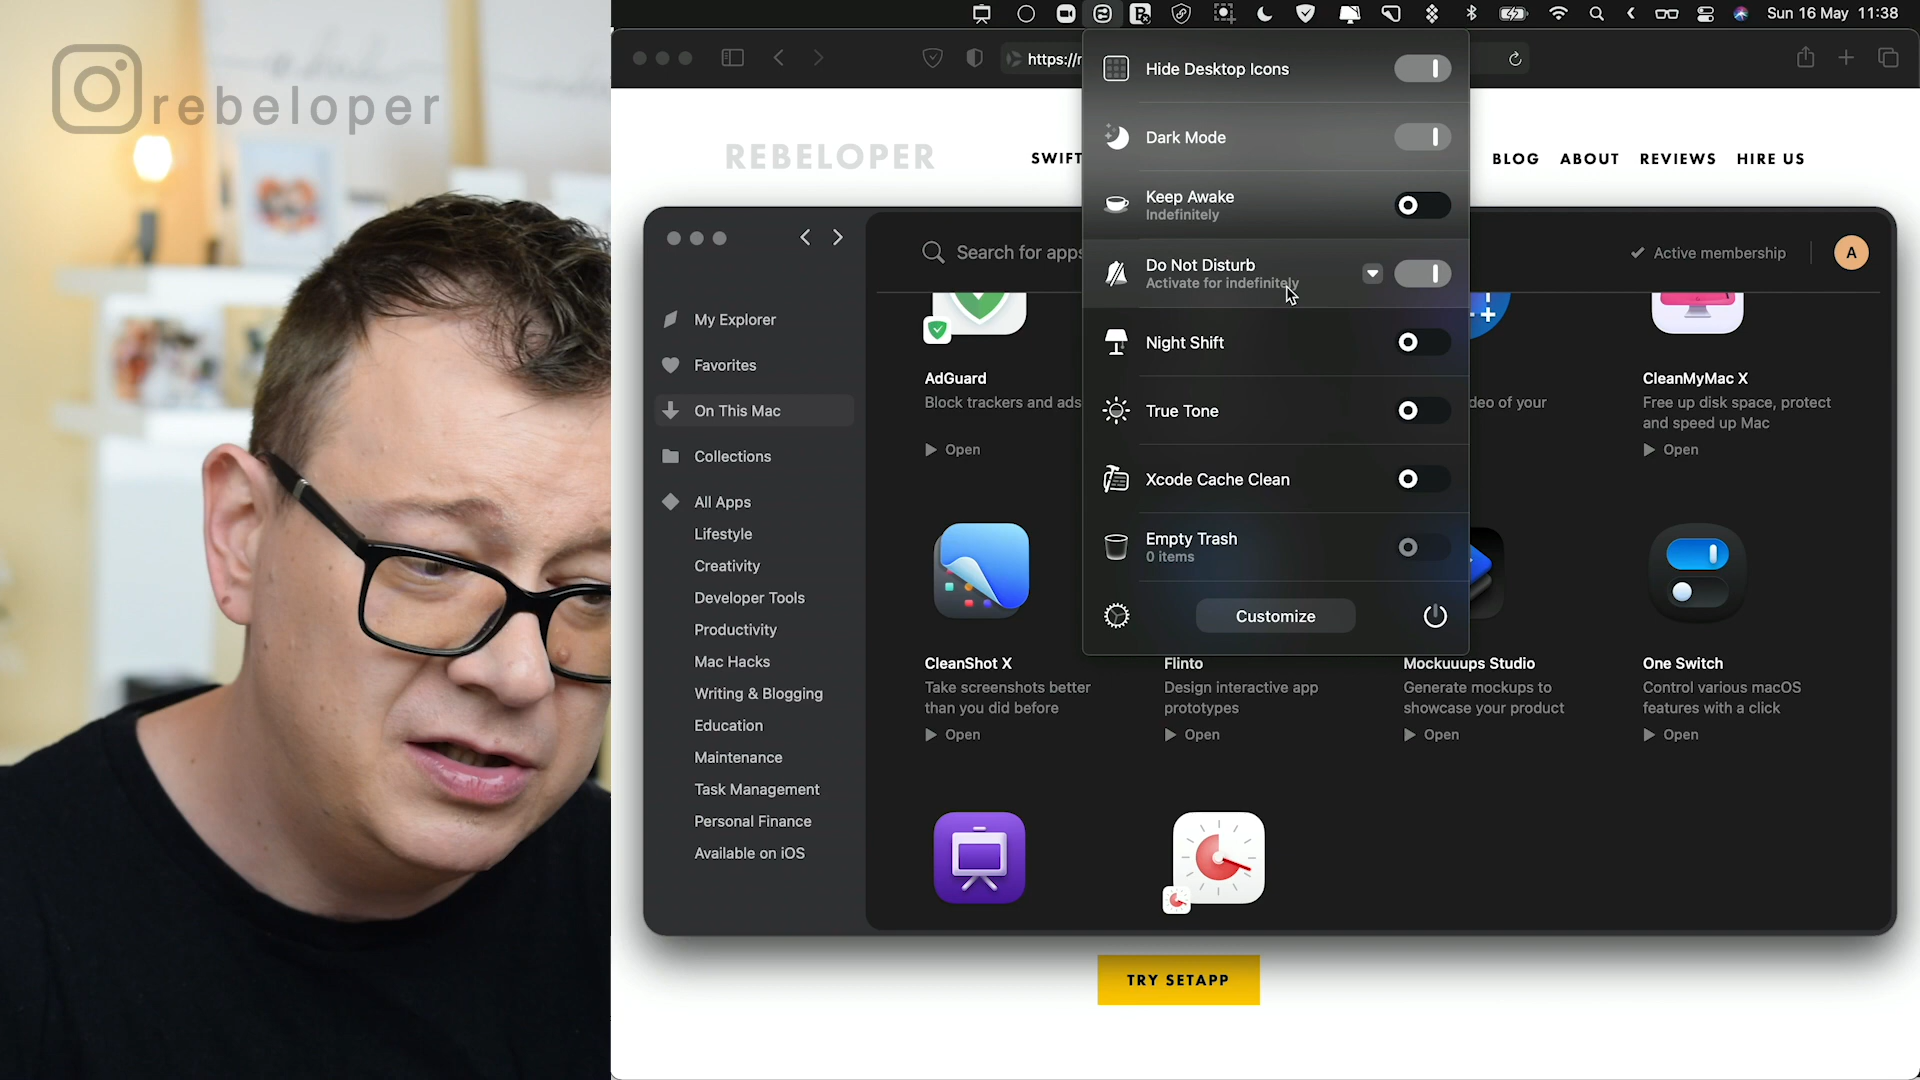 rebeloper
Sun 16 May 11:38
https://r
REBELOPER
SWIFT
BLOG ABOUT REVIEWS HIRE US
Hide Desktop Icons
Dark Mode
Keep Awake
Indefinitely
Do Not Disturb
Activate for indefinitely
Night Shift
True Tone
Xcode Cache Clean
Empty Trash
0 items
Customize
Search for apps
Active membership
A
My Explorer
Favorites
On This Mac
Collections
All Apps
Lifestyle
Creativity
Developer Tools
Productivity
Mac Hacks
Writing & Blogging
Education
Maintenance
Task Management
Personal Finance
Available on iOS
AdGuard
Block trackers and ads
Open
deo of your
CleanMyMac X
Free up disk space, protect
and speed up Mac
Open
CleanShot X
Take screenshots better
than you did before
Open
Flinto
Design interactive app
prototypes
Open
Mockuuups Studio
Generate mockups to
showcase your product
Open
One Switch
Control various macOS
features with a click
Open
TRY SETAPP